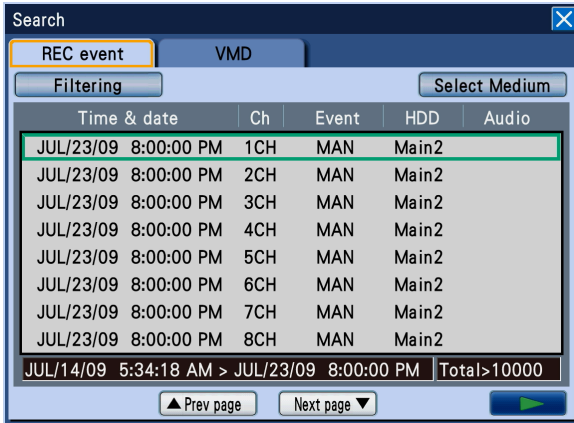 Search
REC event VMD
Filtering Select Medium
Time & date Ch Event HDD Audio
JUL/23/09 8:00:00 PM 1CH MAN Main2
JUL/23/09 8:00:00 PM 2CH MAN Main2
JUL/23/09 8:00:00 PM 3CH MAN Main2
JUL/23/09 8:00:00 PM 4CH MAN Main2
JUL/23/09 8:00:00 PM 5CH MAN Main2
JUL/23/09 8:00:00 PM 6CH MAN Main2
JUL/23/09 8:00:00 PM 7CH MAN Main2
JUL/23/09 8:00:00 PM 8CH MAN Main2
JUL/14/09 5:34:18 AM > JUL/23/09 8:00:00 PM Total>10000
▲ Prev page Next page ▼